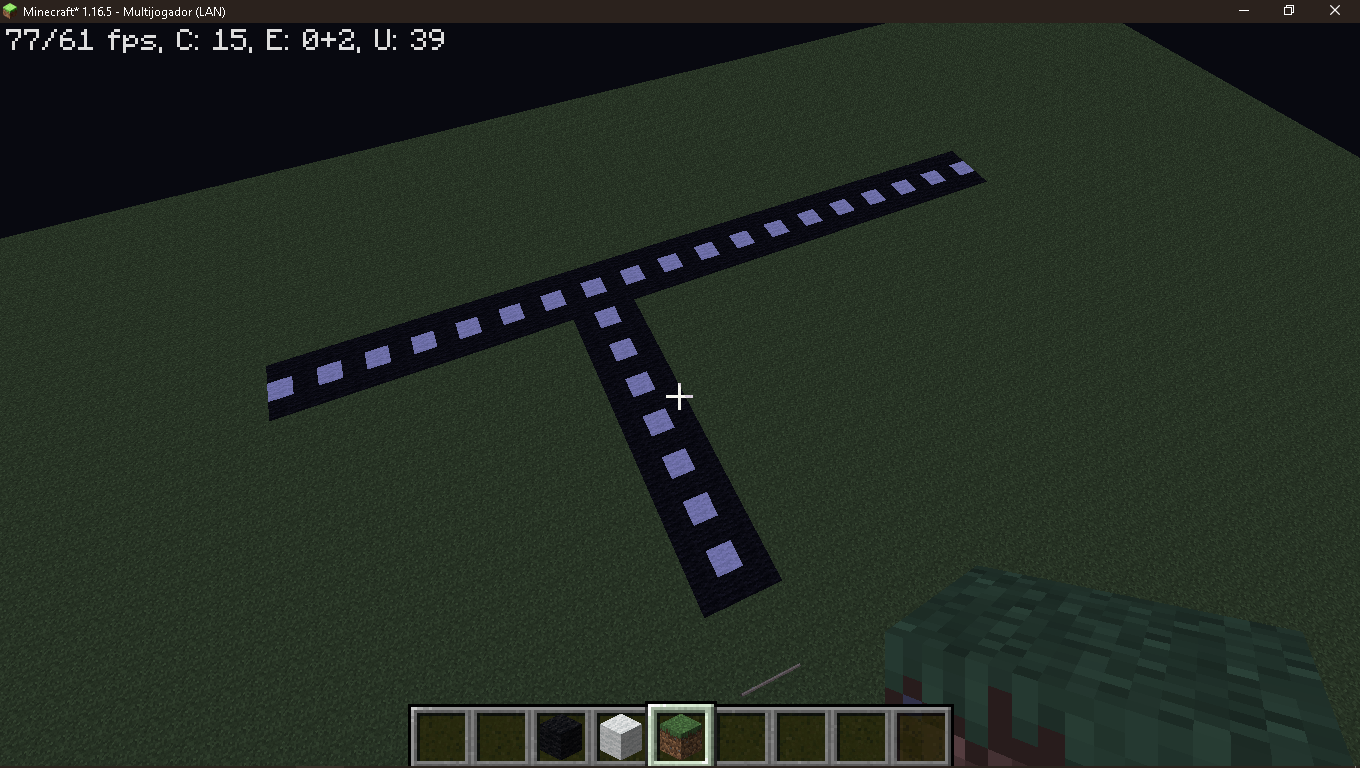 Minecraft* 1.16.5 - Multijogador (LAN)
77/61 fps, C: 15, E: 0+2, U: 39